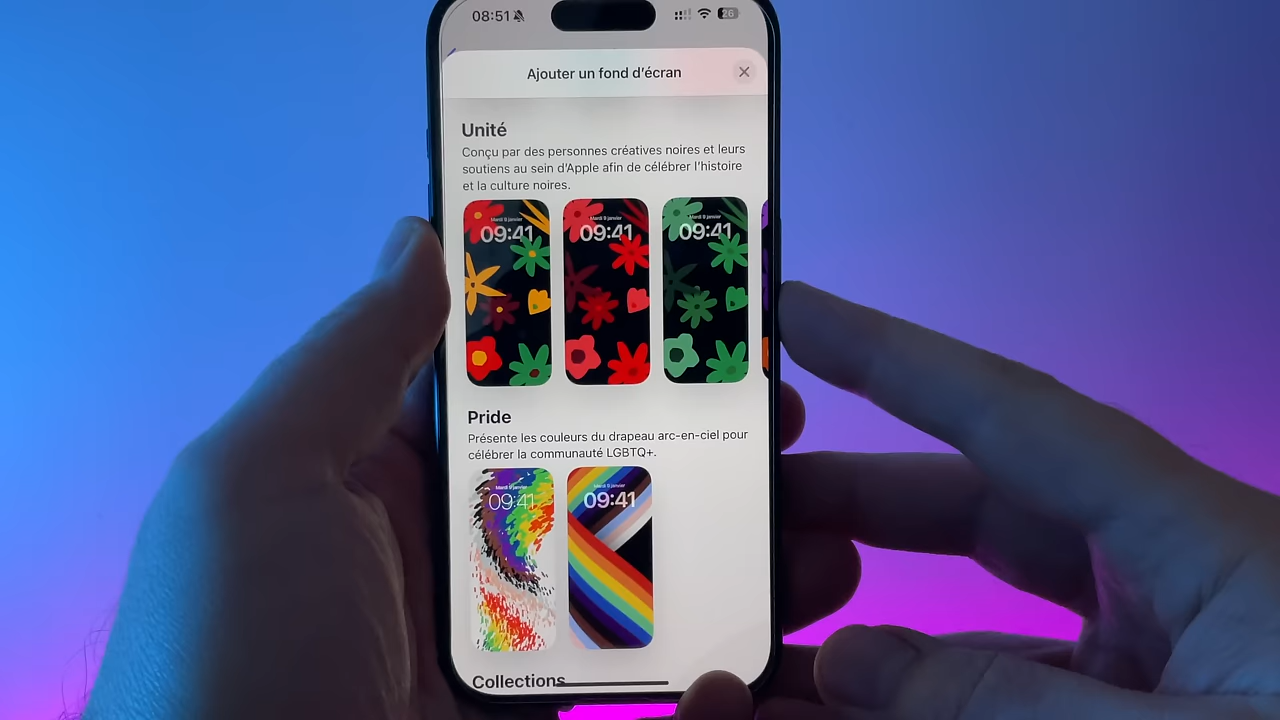 08:51
26
Ajouter un fond d'écran
Unité
Conçu par des personnes créatives noires et leurs
soutiens au sein d'Apple afin de célébrer l'histoire
et la culture noires.
Mardi 9 janvier
09:41
Mardi 9 janvier
09:41
Mardi 9 janvier
09:41
Pride
Présente les couleurs du drapeau arc-en-ciel pour
célébrer la communauté LGBTQ+.
Mardi 9 janvier
09:41
Mardi 9 janvier
09:41
Collections